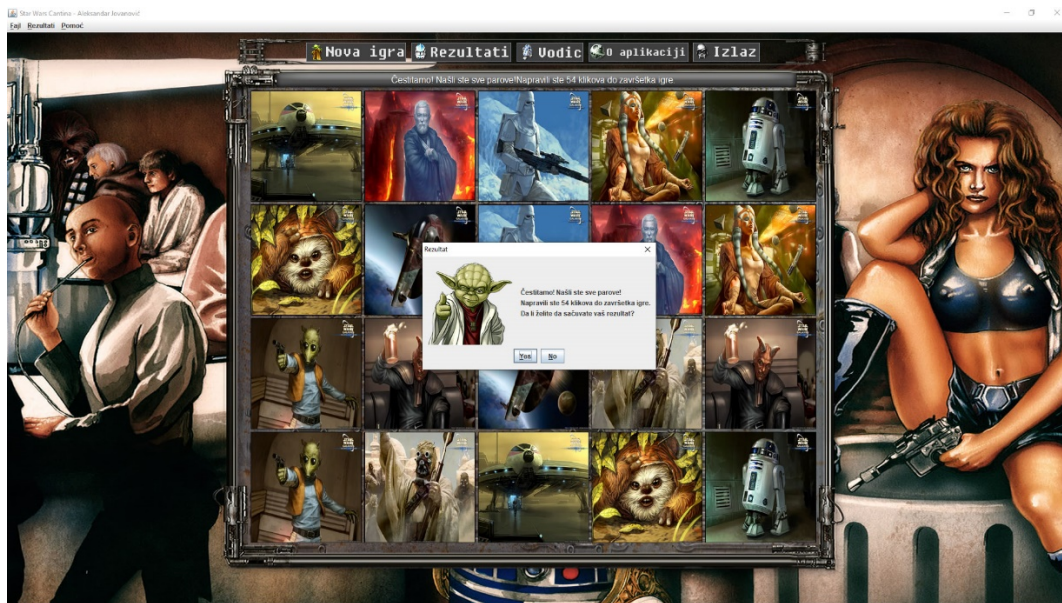 Star Wars Cantina - Aleksandar Jovanović
Fajl Rezultati Pomoć
Nova igra Rezultati Vodic O aplikaciji Izlaz
Čestitamo! Našli ste sve parove!Napravili ste 54 klikova do završetka igre.
Rezultat
Čestitamo! Našli ste sve parove!
Napravili ste 54 klikova do završetka igre.
Da li želite da sačuvate vaš rezultat?
Yes No